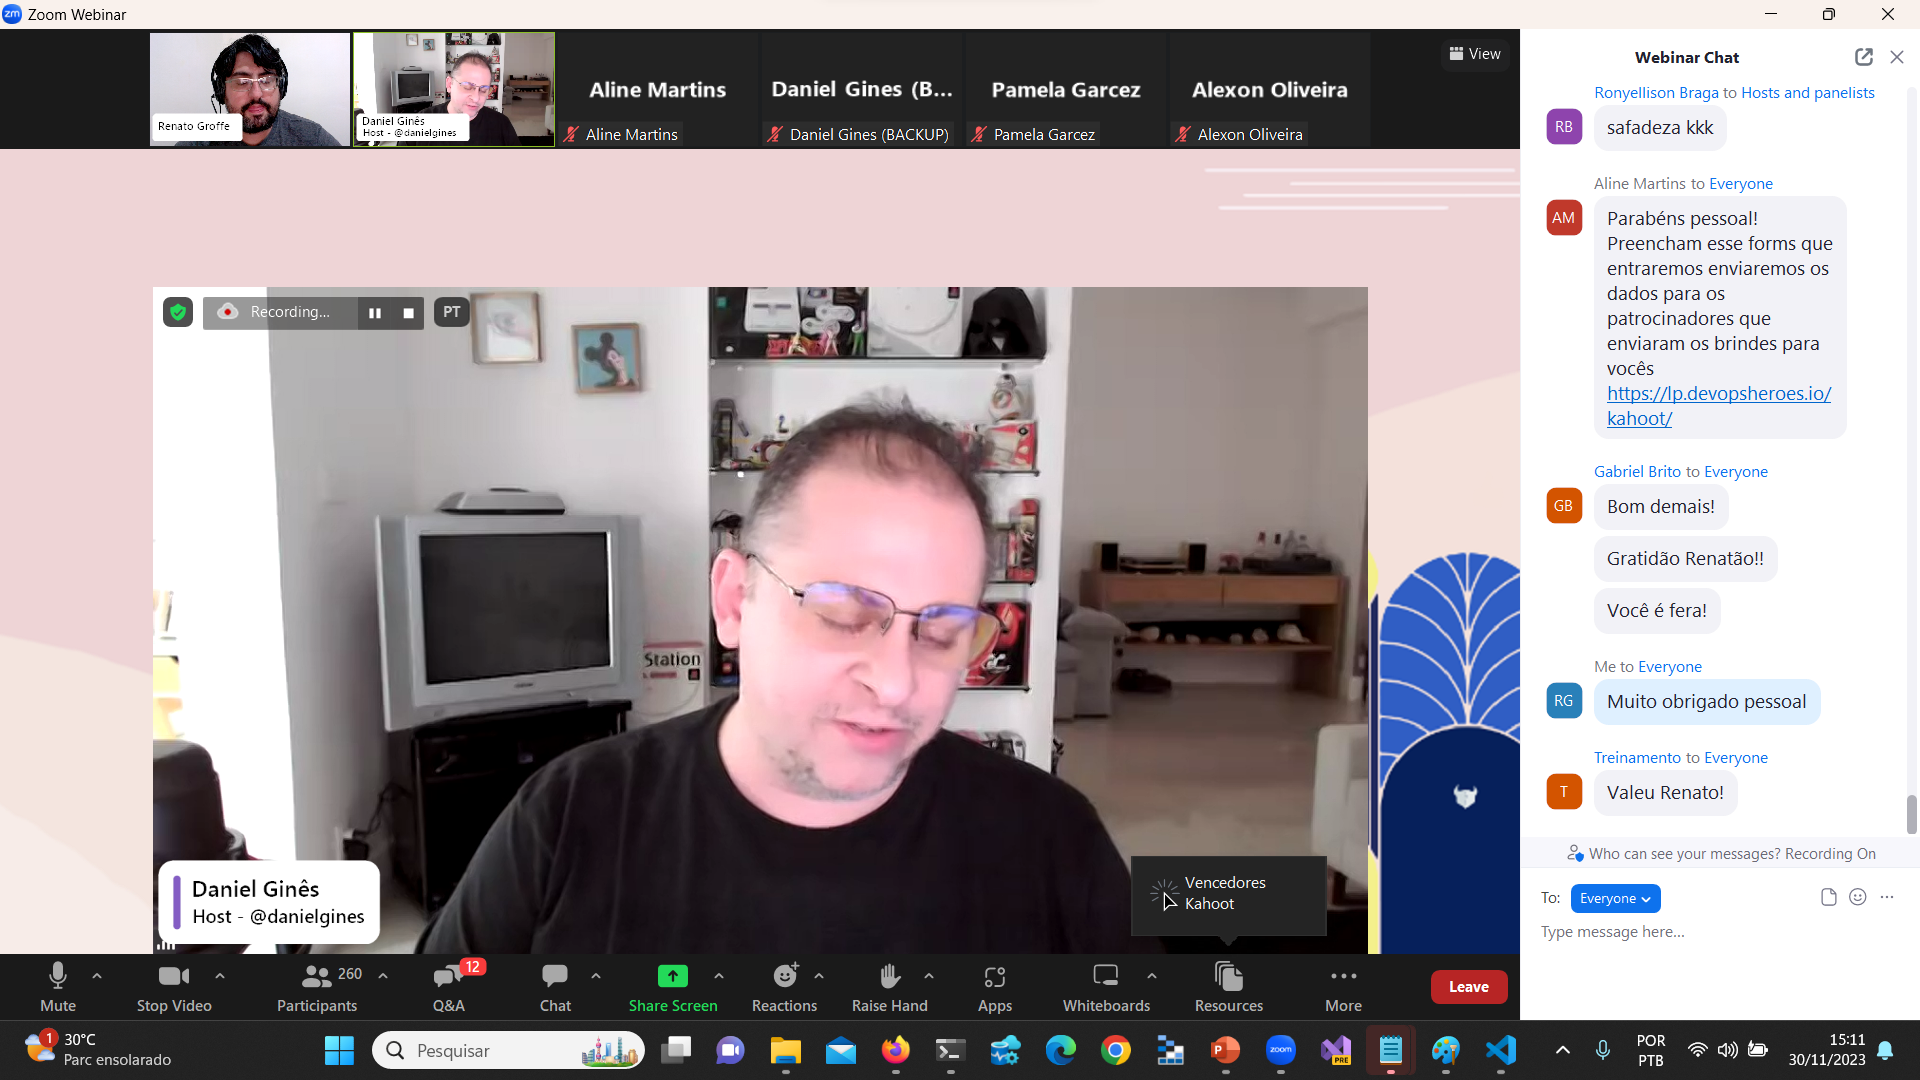 Zoom Webinar
Renato Groffe
Daniel Ginês
Host - @danielgines
Aline Martins
Aline Martins
Daniel Gines (B...
Daniel Gines (BACKUP)
Pamela Garcez
Pamela Garcez
Alexon Oliveira
Alexon Oliveira
View
Recording...
PT
Station
Daniel Ginês
Host - @danielgines
Vencedores
Kahoot
Webinar Chat
Ronyellison Braga to Hosts and panelists
RB
safadeza kkk
Aline Martins to Everyone
AM
Parabéns pessoal!
Preencham esse forms que
entraremos enviaremos os
dados para os
patrocinadores que
enviaram os brindes para
vocês
https://lp.devopsheroes.io/
kahoot/
Gabriel Brito to Everyone
GB
Bom demais!
Gratidão Renatão!!
Você é fera!
Me to Everyone
RG
Muito obrigado pessoal
Treinamento to Everyone
T
Valeu Renato!
Who can see your messages? Recording On
To: Everyone
Type message here...
Mute
Stop Video
260
Participants
12
Q&A
Chat
Share Screen
Reactions
Raise Hand
Apps
Whiteboards
Resources
More
Leave
1
30°C
Parc ensolarado
Pesquisar
zoom
PRE
POR
PTB
15:11
30/11/2023